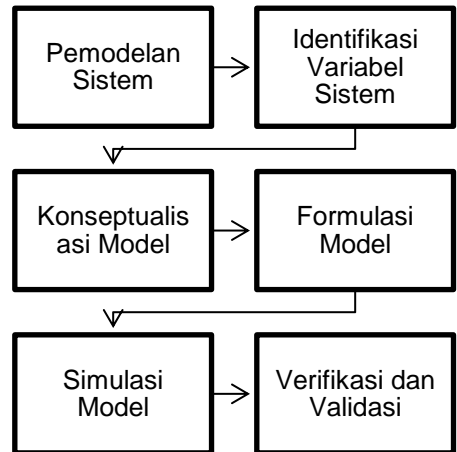 Pemodelan
Sistem
Identifikasi
Variabel
Sistem
Konseptualis
asi Model
Formulasi
Model
Simulasi
Model
Verifikasi dan
Validasi